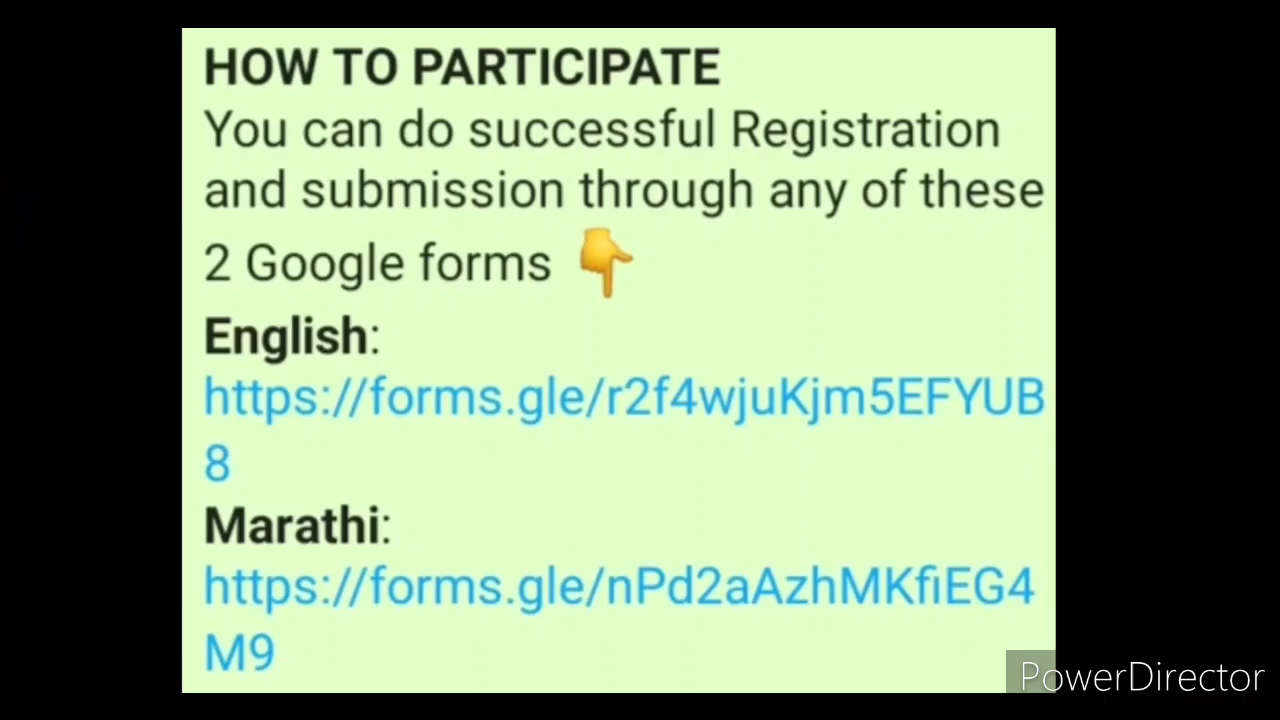 HOW TO PARTICIPATE
You can do successful Registration
and submission through any of these
2 Google forms 👇
English:
https://forms.gle/r2f4wjuKjm5EFYUB
8
Marathi:
https://forms.gle/nPd2aAzhMKfiEG4
M9
PowerDirector